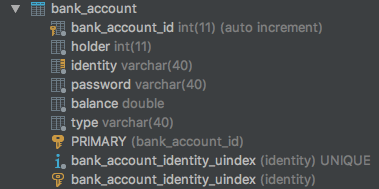 bank_account
bank_account_id int(11) (auto increment)
holder int(11)
identity varchar(40)
password varchar(40)
balance double
type varchar(40)
PRIMARY (bank_account_id)
bank_account_identity_uindex (identity) UNIQUE
bank_account_identity_uindex (identity)